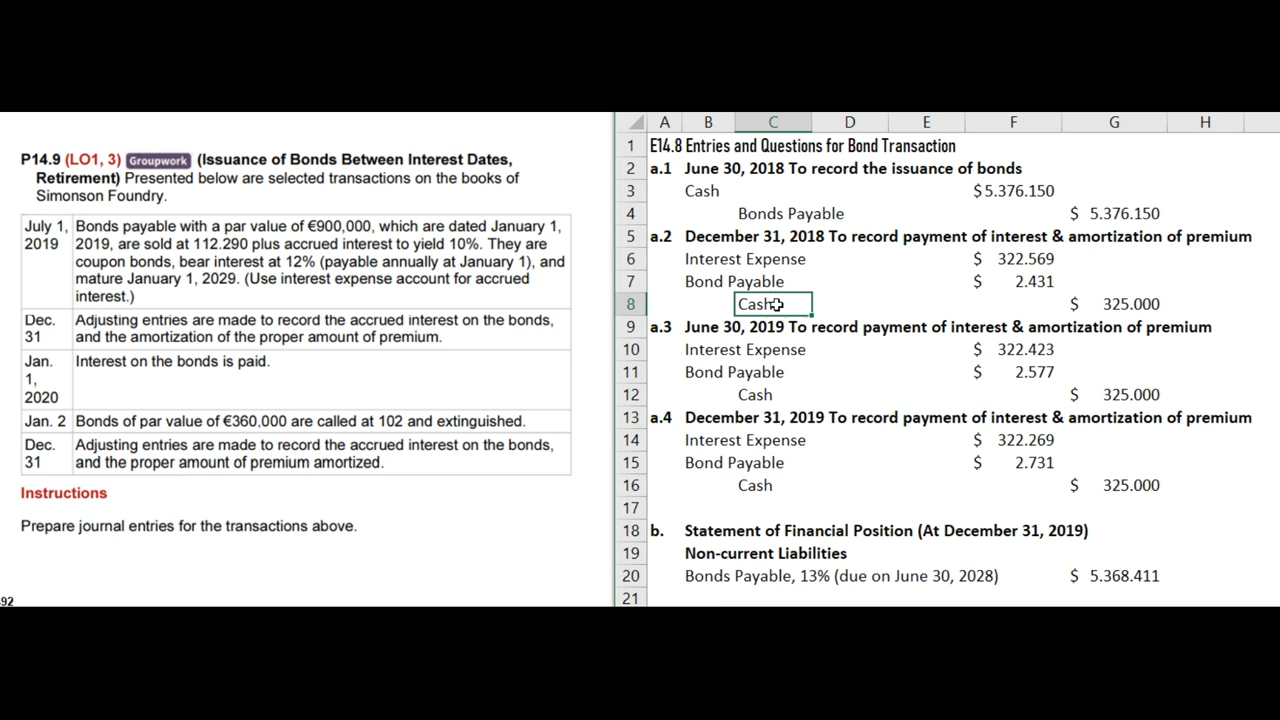 P14.9 (LO1, 3) Groupwork (Issuance of Bonds Between Interest Dates,
Retirement) Presented below are selected transactions on the books of
Simonson Foundry.
July 1, Bonds payable with a par value of €900,000, which are dated January 1,
2019 2019, are sold at 112.290 plus accrued interest to yield 10%. They are
coupon bonds, bear interest at 12% (payable annually at January 1), and
mature January 1, 2029. (Use interest expense account for accrued
interest.)
Dec. Adjusting entries are made to record the accrued interest on the bonds,
31 and the amortization of the proper amount of premium.
Jan. Interest on the bonds is paid.
1,
2020
Jan. 2 Bonds of par value of €360,000 are called at 102 and extinguished.
Dec. Adjusting entries are made to record the accrued interest on the bonds,
31 and the proper amount of premium amortized.
Instructions
Prepare journal entries for the transactions above.
92
A B C D E F G H
1 E14.8 Entries and Questions for Bond Transaction
2 a.1 June 30, 2018 To record the issuance of bonds
3 Cash $ 5.376.150
4 Bonds Payable $ 5.376.150
5 a.2 December 31, 2018 To record payment of interest & amortization of premium
6 Interest Expense $ 322.569
7 Bond Payable $ 2.431
8 Cash $ 325.000
9 a.3 June 30, 2019 To record payment of interest & amortization of premium
10 Interest Expense $ 322.423
11 Bond Payable $ 2.577
12 Cash $ 325.000
13 a.4 December 31, 2019 To record payment of interest & amortization of premium
14 Interest Expense $ 322.269
15 Bond Payable $ 2.731
16 Cash $ 325.000
17
18 b. Statement of Financial Position (At December 31, 2019)
19 Non-current Liabilities
20 Bonds Payable, 13% (due on June 30, 2028) $ 5.368.411
21